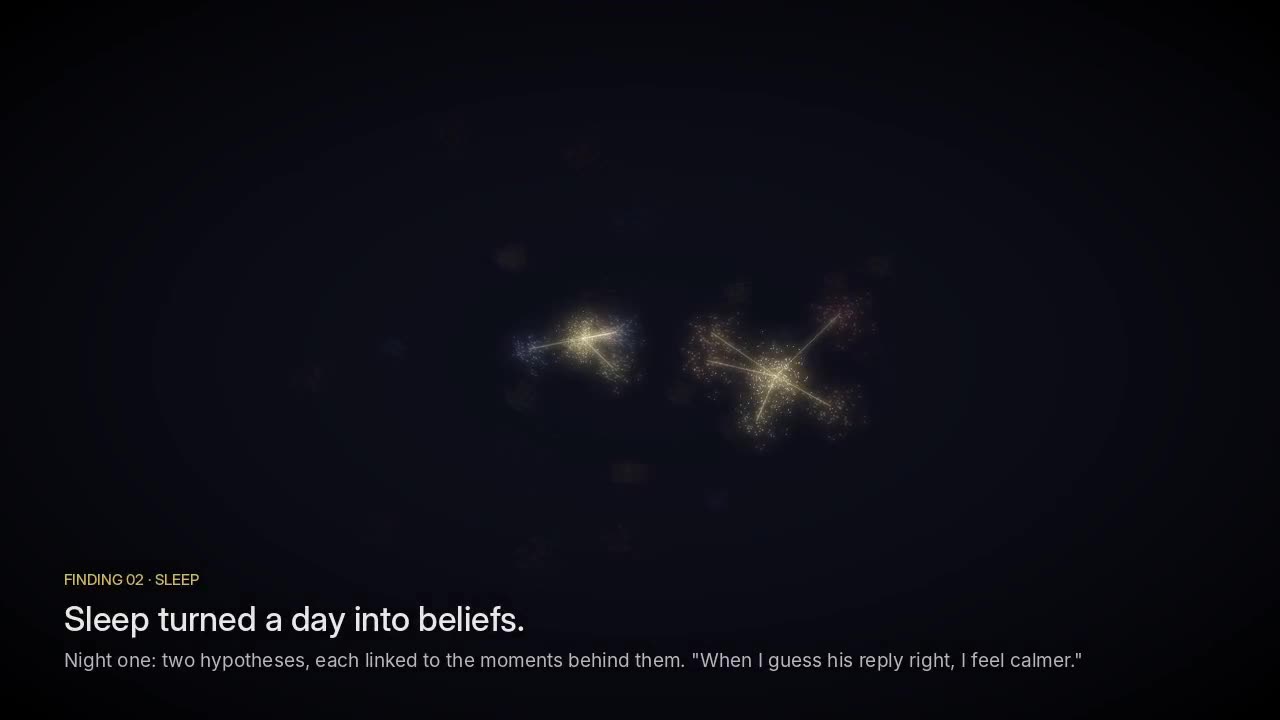 FINDING 02 · SLEEP
Sleep turned a day into beliefs.
Night one: two hypotheses, each linked to the moments behind them. "When I guess his reply right, I feel calmer."